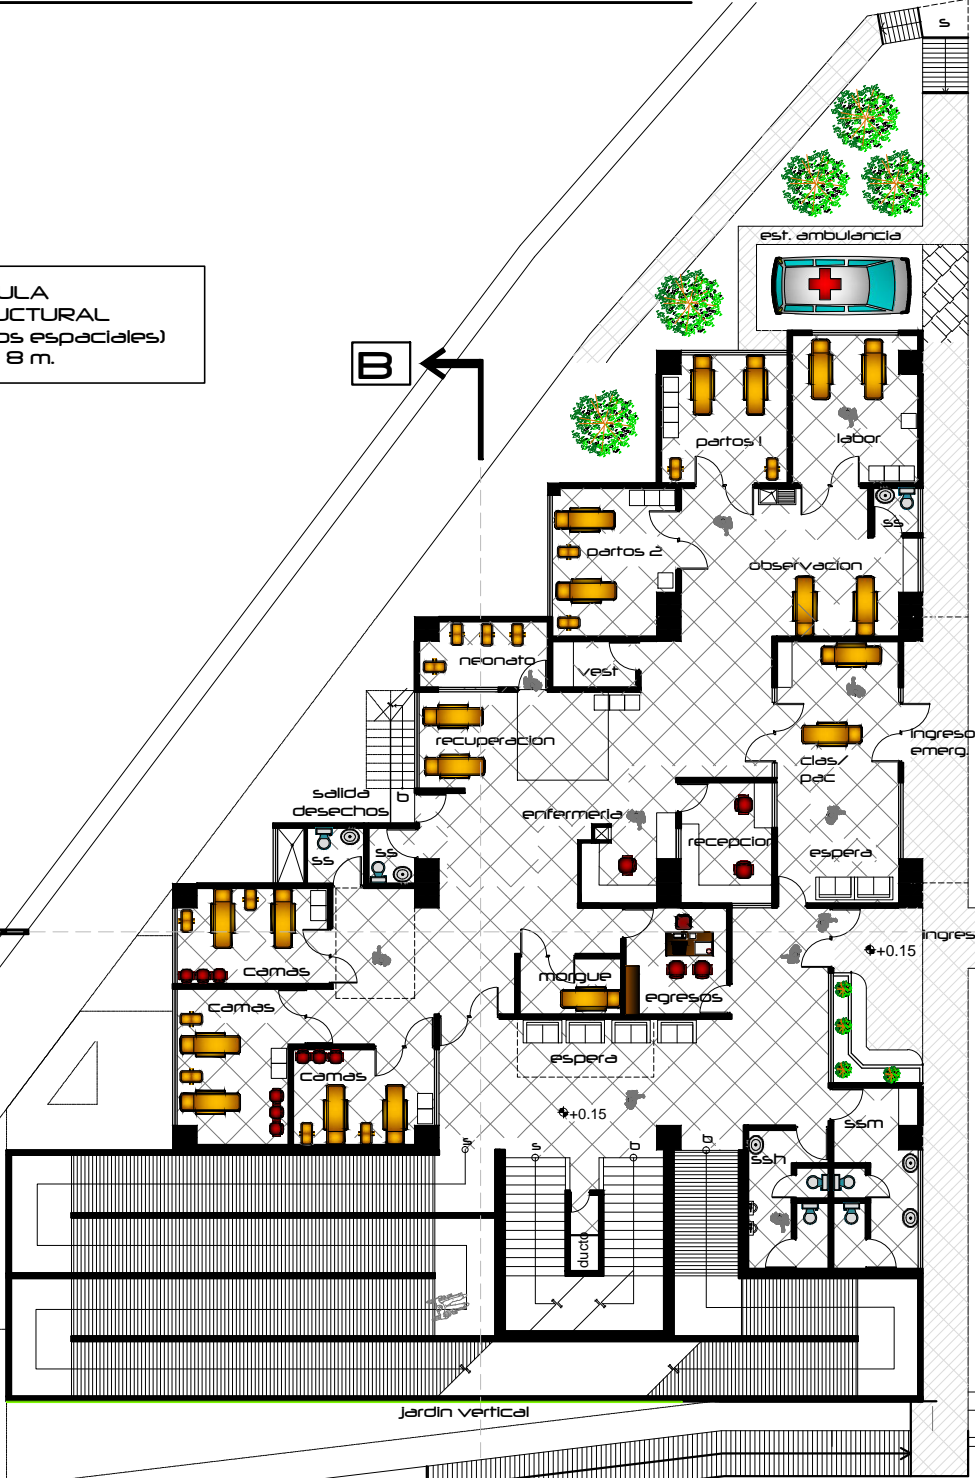 s
est. ambulancia
ULA
UCTURAL
os espaciales)
8 m.
B
partos 1
labor
ss
partos 2
observacion
neonato
vest
recuperacion
ingreso
emerg.
clas/
pac
salida
desechos
b
enfermeria
recepcion
espera
ss
ss
ingres
+0.15
camas
morgue
egresos
camas
espera
camas
+0.15
ssm
s
s
b
b
ssh
ducto
jardin vertical